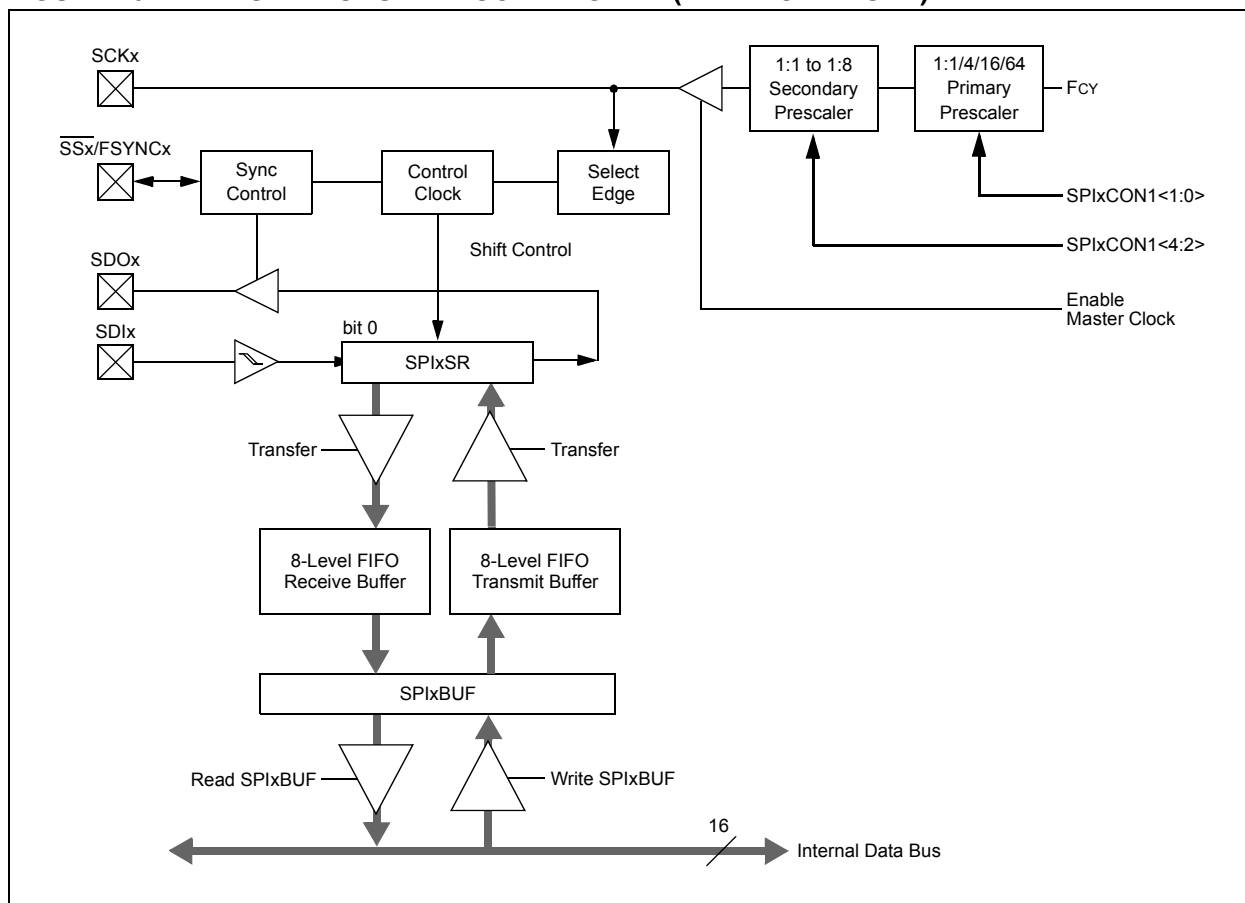 SCKx
1:1 to 1:8
Secondary
Prescaler
1:1/4/16/64
Primary
Prescaler
FCY
SSx/FSYNCx
Sync
Control
Control
Clock
Select
Edge
SPIxCON1<1:0>
SPIxCON1<4:2>
Shift Control
SDOx
Enable
Master Clock
SDIx
bit 0
SPIxSR
Transfer
Transfer
8-Level FIFO
Receive Buffer
8-Level FIFO
Transmit Buffer
SPIxBUF
Read SPIxBUF
Write SPIxBUF
16
Internal Data Bus